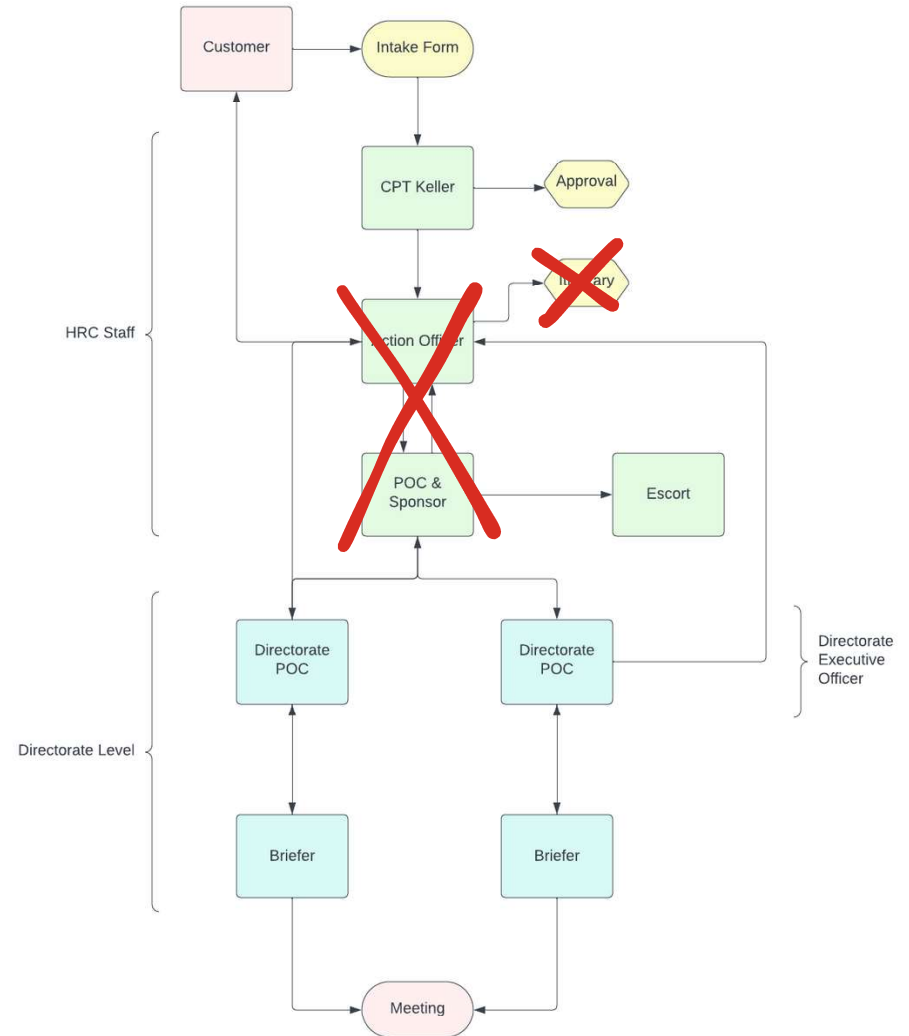 Customer
Intake Form
CPT Keller
Approval
Itinerary
HRC Staff
Action Officer
POC &
Sponsor
Escort
Directorate
POC
Directorate
POC
Directorate
Executive
Officer
Directorate Level
Briefer
Briefer
Meeting